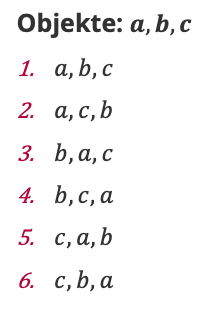 Objekte: a, b, c
1. a, b, c
2. a, c, b
3. b, a, c
4. b, c, a
5. c, a, b
6. c, b, a